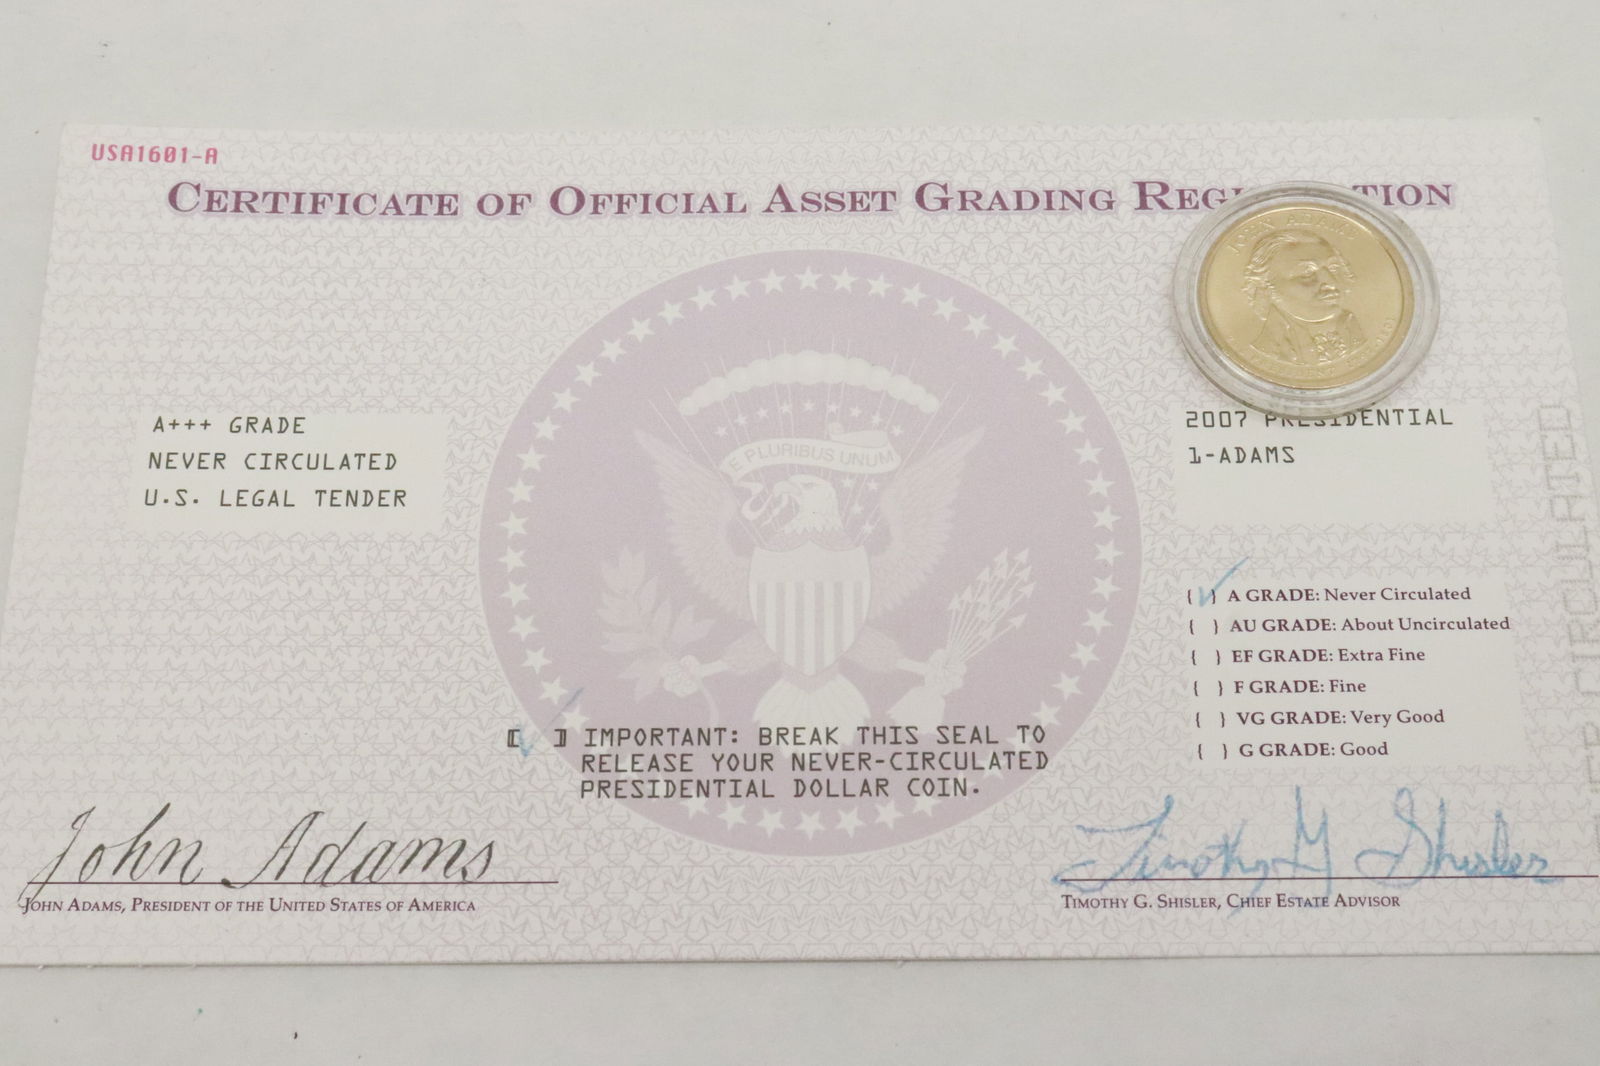 USA1601-A
CERTIFICATE OF OFFICIAL ASSET GRADING
JOHN ADAMS
A+++ GRADE
NEVER CIRCULATED
U.S. LEGAL TENDER
E PLURIBUS UNUM
2007 PRESIDENTIAL
1-ADAMS
{ } A GRADE: Never Circulated
{ } AU GRADE: About Uncirculated
{ } EF GRADE: Extra Fine
{ } F GRADE: Fine
{ } VG GRADE: Very Good
{ } G GRADE: Good
[ ] IMPORTANT: BREAK THIS SEAL TO
RELEASE YOUR NEVER-CIRCULATED
PRESIDENTIAL DOLLAR COIN.
John Adams
JOHN ADAMS, PRESIDENT OF THE UNITED STATES OF AMERICA
Timothy G Shisler
TIMOTHY G. SHISLER, CHIEF ESTATE ADVISOR